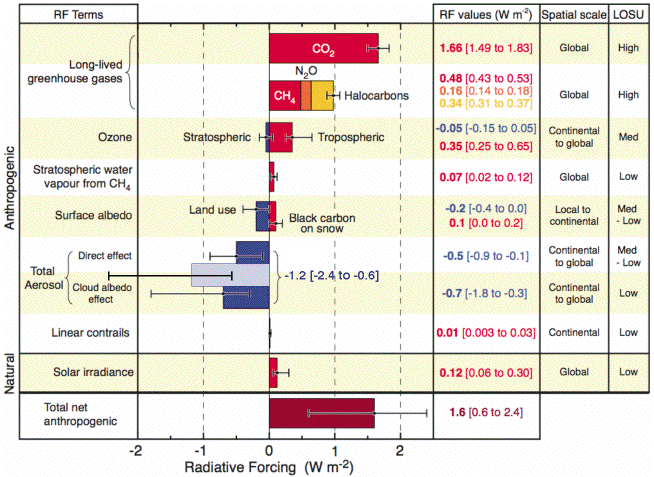 RF Terms
RF values (W m-2)
Spatial scale
LOSU
Anthropogenic
Long-lived
greenhouse gases
CO2
1.66 [1.49 to 1.83]
Global
High
N2O
CH4
Halocarbons
0.48 [0.43 to 0.53]
0.16 [0.14 to 0.18]
0.34 [0.31 to 0.37]
Global
High
Ozone
Stratospheric
Tropospheric
-0.05 [-0.15 to 0.05]
0.35 [0.25 to 0.65]
Continental
to global
Med
Stratospheric water
vapour from CH4
0.07 [0.02 to 0.12]
Global
Low
Surface albedo
Land use
Black carbon
on snow
-0.2 [-0.4 to 0.0]
0.1 [0.0 to 0.2]
Local to
continental
Med
- Low
Total
Aerosol
Direct effect
-0.5 [-0.9 to -0.1]
Continental
to global
Med
- Low
-1.2 [-2.4 to -0.6]
Cloud albedo
effect
-0.7 [-1.8 to -0.3]
Continental
to global
Low
Linear contrails
0.01 [0.003 to 0.03]
Continental
Low
Natural
Solar irradiance
0.12 [0.06 to 0.30]
Global
Low
Total net
anthropogenic
1.6 [0.6 to 2.4]
-2 -1 0 1 2
Radiative Forcing (W m-2)